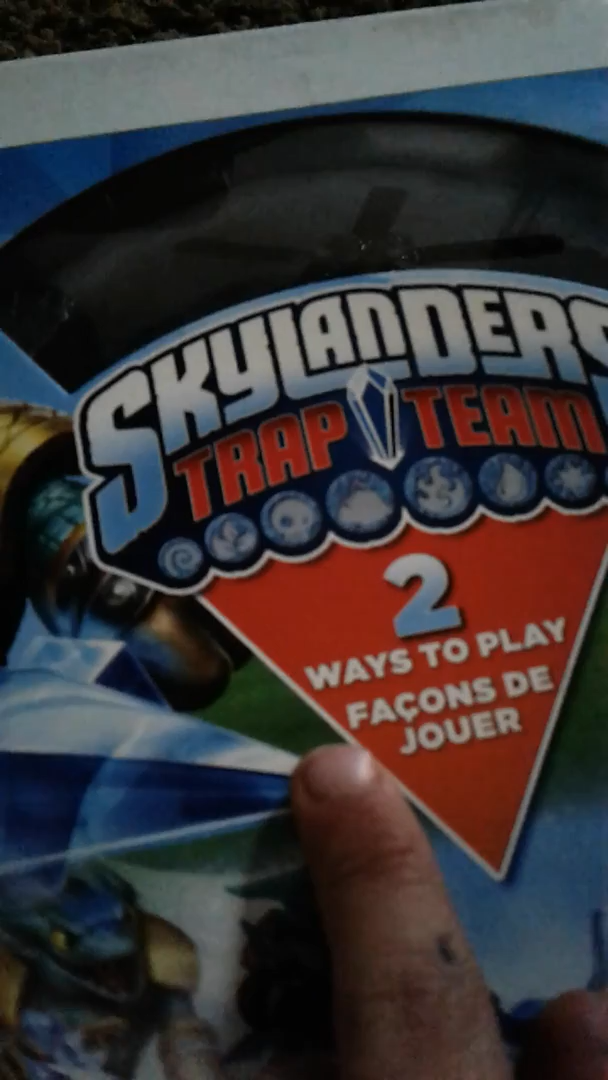 SKYLANDERS
TRAP TEAM
2
WAYS TO PLAY
FAÇONS DE
JOUER